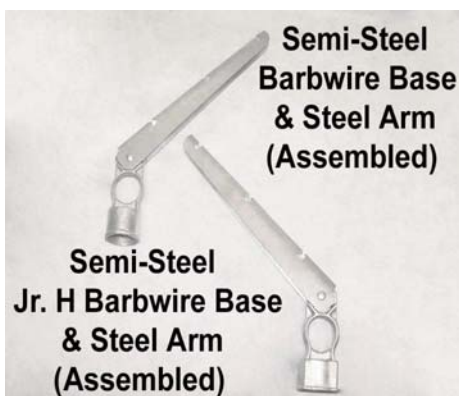 Semi-Steel
Barbwire Base
& Steel Arm
(Assembled)
Semi-Steel
Jr. H Barbwire Base
& Steel Arm
(Assembled)